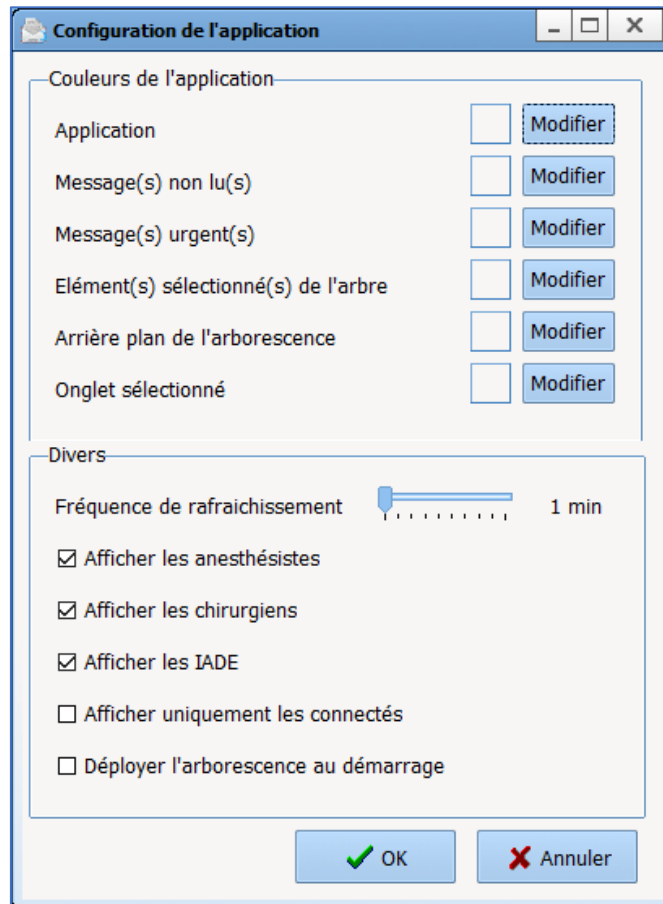 Configuration de l'application
Couleurs de l'application
Application Modifier
Message(s) non lu(s) Modifier
Message(s) urgent(s) Modifier
Elément(s) sélectionné(s) de l'arbre Modifier
Arrière plan de l'arborescence Modifier
Onglet sélectionné Modifier
Divers
Fréquence de rafraichissement 1 min
Afficher les anesthésistes
Afficher les chirurgiens
Afficher les IADE
Afficher uniquement les connectés
Déployer l'arborescence au démarrage
OK Annuler